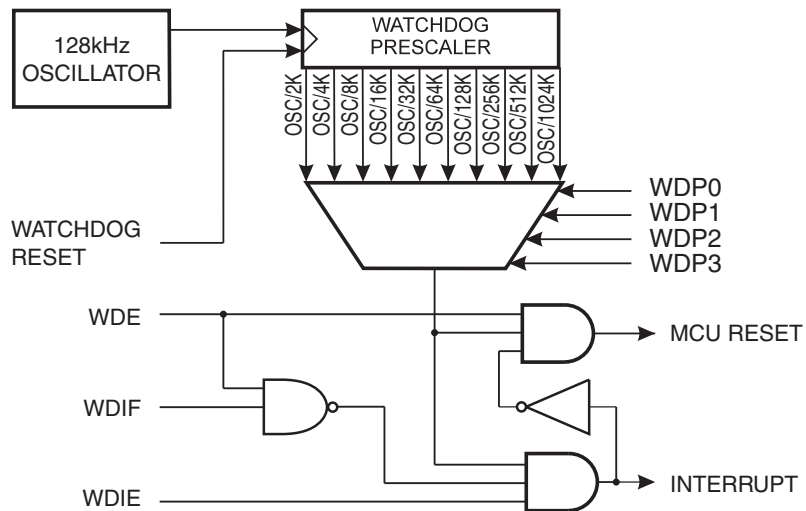 128kHz
OSCILLATOR
WATCHDOG
PRESCALER
OSC/2K
OSC/4K
OSC/8K
OSC/16K
OSC/32K
OSC/64K
OSC/128K
OSC/256K
OSC/512K
OSC/1024K
WATCHDOG
RESET
WDP0
WDP1
WDP2
WDP3
WDE
MCU RESET
WDIF
WDIE
INTERRUPT